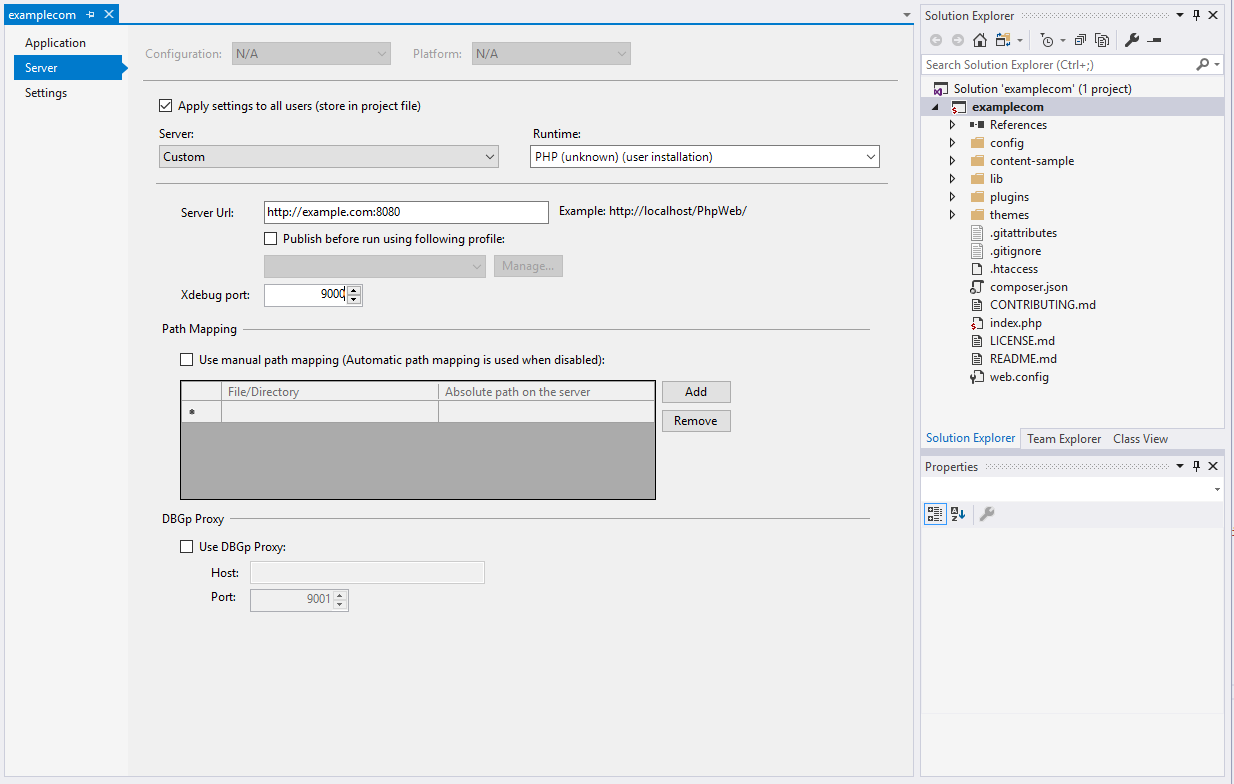 examplecom
Application
Server
Settings
Configuration: N/A Platform: N/A
Apply settings to all users (store in project file)
Server: Runtime:
Custom PHP (unknown) (user installation)
Server Url: http://example.com:8080 Example: http://localhost/PhpWeb/
Publish before run using following profile:
Manage...
Xdebug port: 9000
Path Mapping
Use manual path mapping (Automatic path mapping is used when disabled):
File/Directory Absolute path on the server Add
*
Remove
DBGp Proxy
Use DBGp Proxy:
Host:
Port: 9001
Solution Explorer
Search Solution Explorer (Ctrl+;)
Solution 'examplecom' (1 project)
examplecom
References
config
content-sample
lib
plugins
themes
.gitattributes
.gitignore
.htaccess
composer.json
CONTRIBUTING.md
index.php
LICENSE.md
README.md
web.config
Solution Explorer Team Explorer Class View
Properties